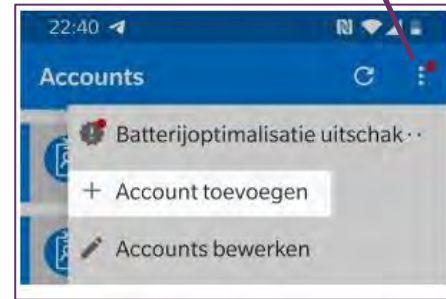 22:40
Accounts
Batterijoptimalisatie uitschak··
+ Account toevoegen
Accounts bewerken